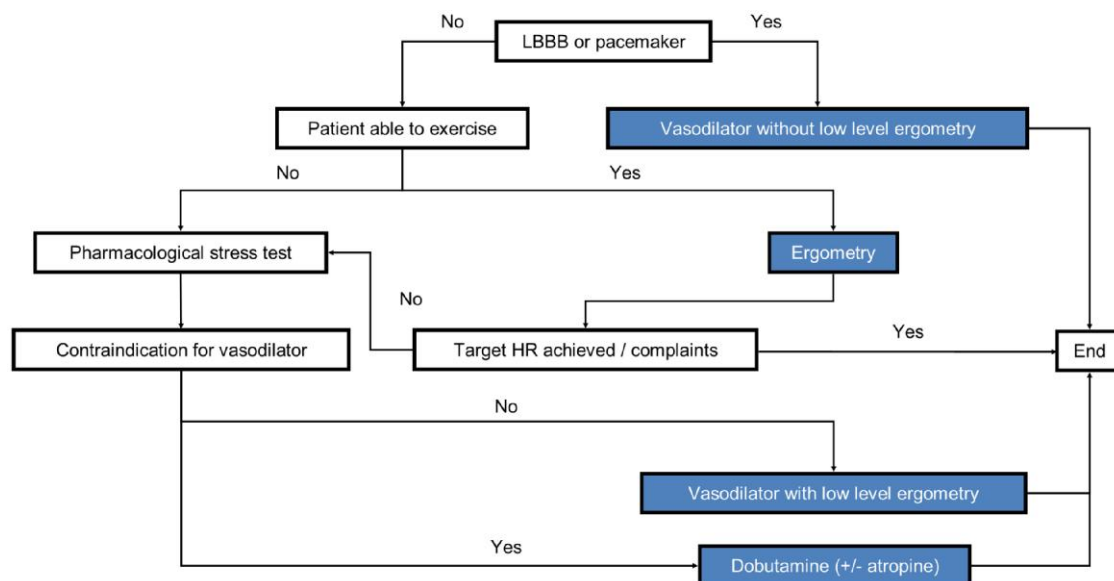 No
Yes
LBBB or pacemaker
Patient able to exercise
Vasodilator without low level ergometry
No
Yes
Pharmacological stress test
Ergometry
No
Contraindication for vasodilator
Target HR achieved / complaints
Yes
End
No
Vasodilator with low level ergometry
Yes
Dobutamine (+/- atropine)